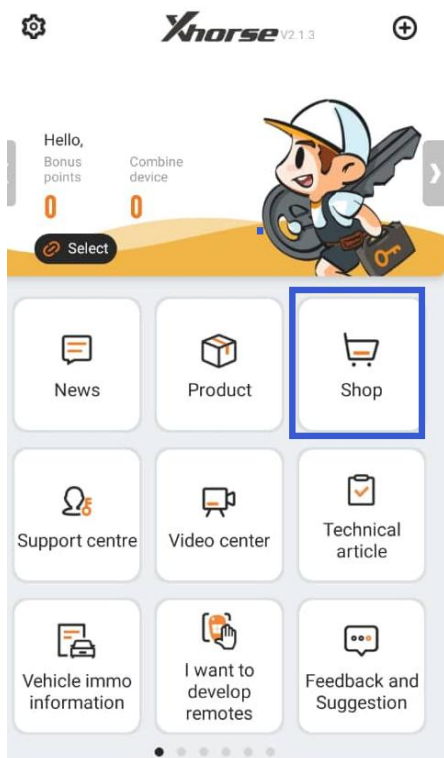 Xhorse V2.1.3
Hello,
Bonus points
Combine device
0
0
Select
News
Product
Shop
Support centre
Video center
Technical article
Vehicle immo information
I want to develop remotes
Feedback and Suggestion